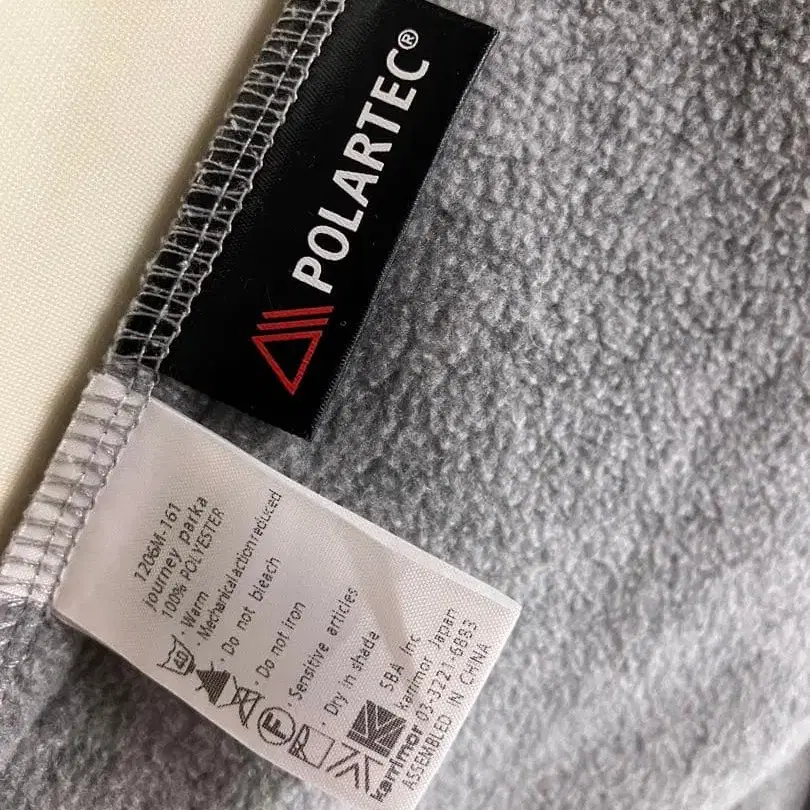 POLARTEC®
1206M-161
journey parka
100% POLYESTER
40
· Warm
· Mechanical action reduced
· Do not bleach
· Do not iron
F
· Sensitive articles
· Dry in shade
SBA Inc
karrimor Japan
karrimor 03-3221-6883
ASSEMBLED IN CHINA